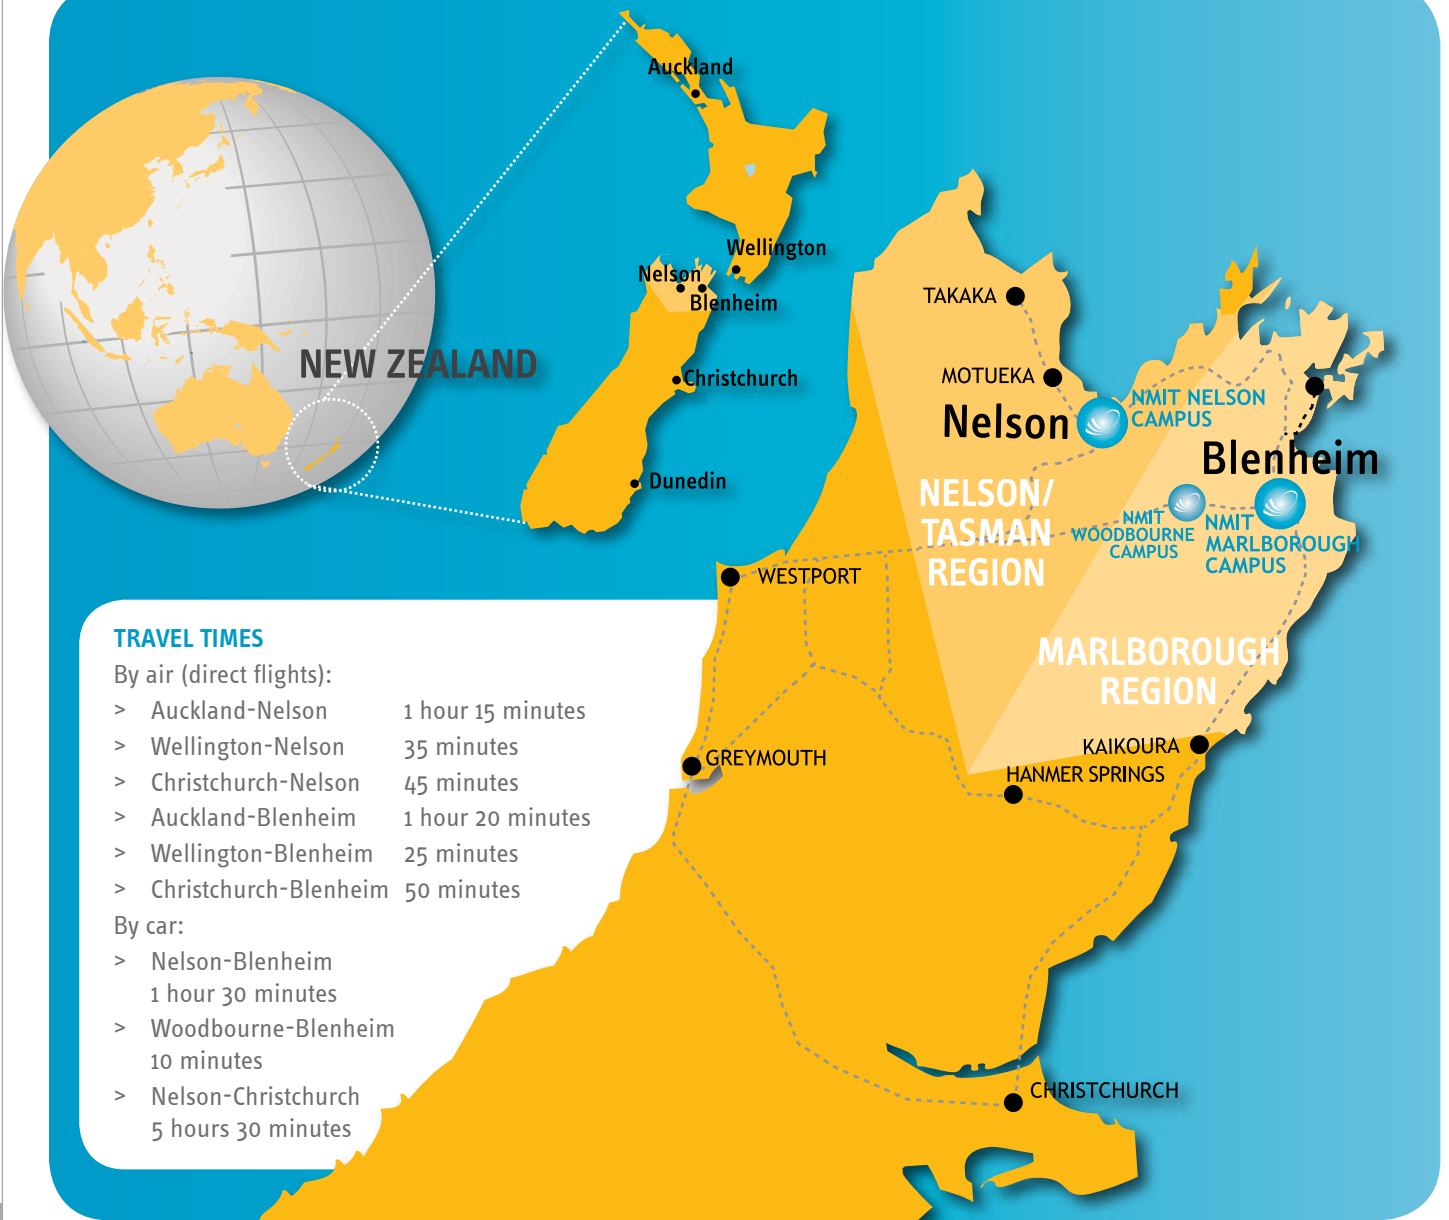 Auckland
Wellington
Nelson
Blenheim
NEW ZEALAND
Christchurch
Dunedin
TAKAKA
MOTUEKA
NMIT NELSON
CAMPUS
Nelson
Blenheim
NELSON/
TASMAN
REGION
NMIT
WOODBOURNE
CAMPUS
NMIT
MARLBOROUGH
CAMPUS
WESTPORT
MARLBOROUGH
REGION
KAIKOURA
HANMER SPRINGS
GREYMOUTH
CHRISTCHURCH
TRAVEL TIMES
By air (direct flights):
> Auckland-Nelson 1 hour 15 minutes
> Wellington-Nelson 35 minutes
> Christchurch-Nelson 45 minutes
> Auckland-Blenheim 1 hour 20 minutes
> Wellington-Blenheim 25 minutes
> Christchurch-Blenheim 50 minutes
By car:
> Nelson-Blenheim
1 hour 30 minutes
> Woodbourne-Blenheim
10 minutes
> Nelson-Christchurch
5 hours 30 minutes